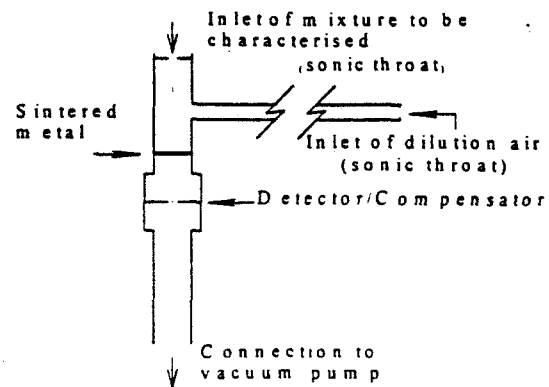 Inlet of mixture to be
characterised
(sonic throat)
Sintered
metal
Inlet of dilution air
(sonic throat)
Detector/Compensator
Connection to
vacuum pump